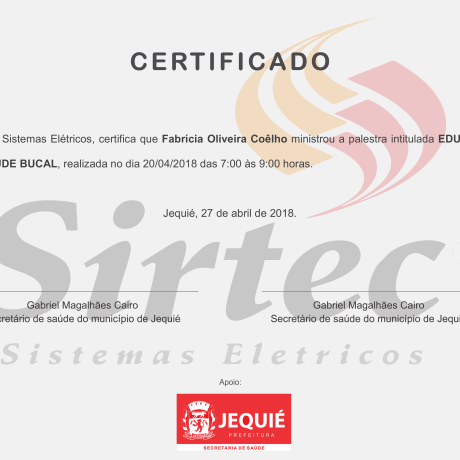 CERTIFICADO
Sistemas Elétricos, certifica que Fabrícia Oliveira Coêlho ministrou a palestra intitulada EDU
DE BUCAL, realizada no dia 20/04/2018 das 7:00 às 9:00 horas.
Jequié, 27 de abril de 2018.
Sirtec
Sistemas Eletricos
Gabriel Magalhães Cairo
Gabriel Magalhães Cairo
cretário de saúde do município de Jequié
Secretário de saúde do município de Jequi
Apoio:
JEQUIÉ
PREFEITURA
SECRETARIA DE SAÚDE